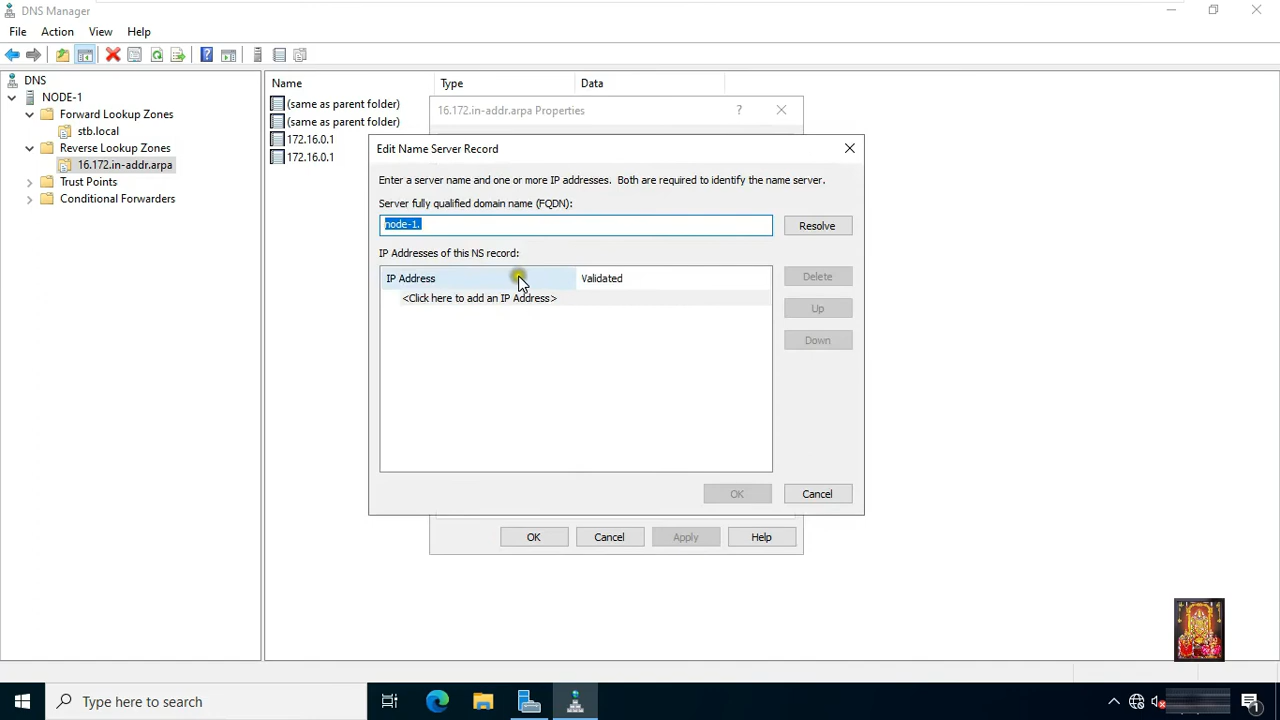 DNS Manager
File Action View Help
DNS
NODE-1
Forward Lookup Zones
stb.local
Reverse Lookup Zones
16.172.in-addr.arpa
Trust Points
Conditional Forwarders
Name Type Data
(same as parent folder)
(same as parent folder)
172.16.0.1
172.16.0.1
16.172.in-addr.arpa Properties ?
Edit Name Server Record
Enter a server name and one or more IP addresses. Both are required to identify the name server.
Server fully qualified domain name (FQDN):
node-1. Resolve
IP Addresses of this NS record:
IP Address Validated Delete
<Click here to add an IP Address>
Up
Down
OK Cancel
OK Cancel Apply Help
Type here to search
1